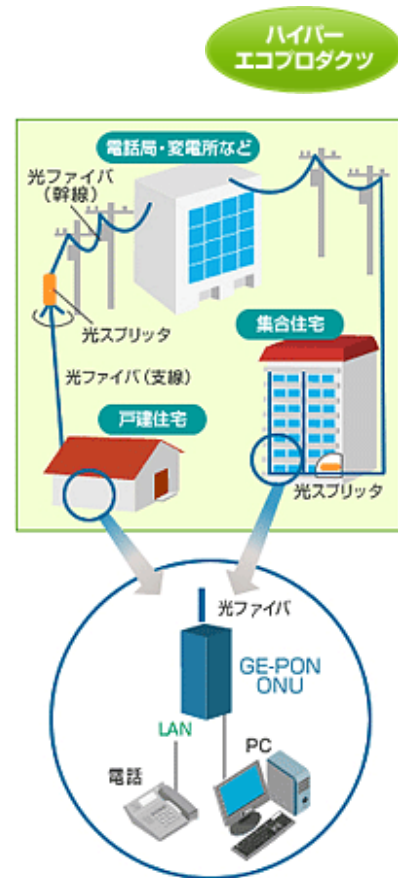 ハイパー
エコプロダクツ
電話局・変電所など
光ファイバ
(幹線)
光スプリッタ
集合住宅
光ファイバ(支線)
戸建住宅
光スプリッタ
光ファイバ
GE-PON
ONU
LAN
PC
電話